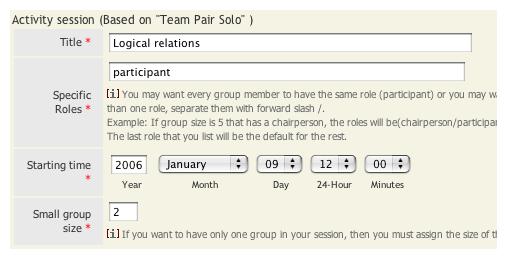 Activity session (Based on "Team Pair Solo" )
Title * Logical relations
participant
Specific Roles *
[i] You may want every group member to have the same role (participant) or you may
than one role, separate them with forward slash /.
Example: If group size is 5 that has a chairperson, the roles will be(chairperson/
The last role that you list will be the default for the rest.
Starting time * 2006 January 09 12 00
Year Month Day 24-Hour Minutes
Small group size * 2
[i] If you want to have only one group in your session, then you must assign the size of